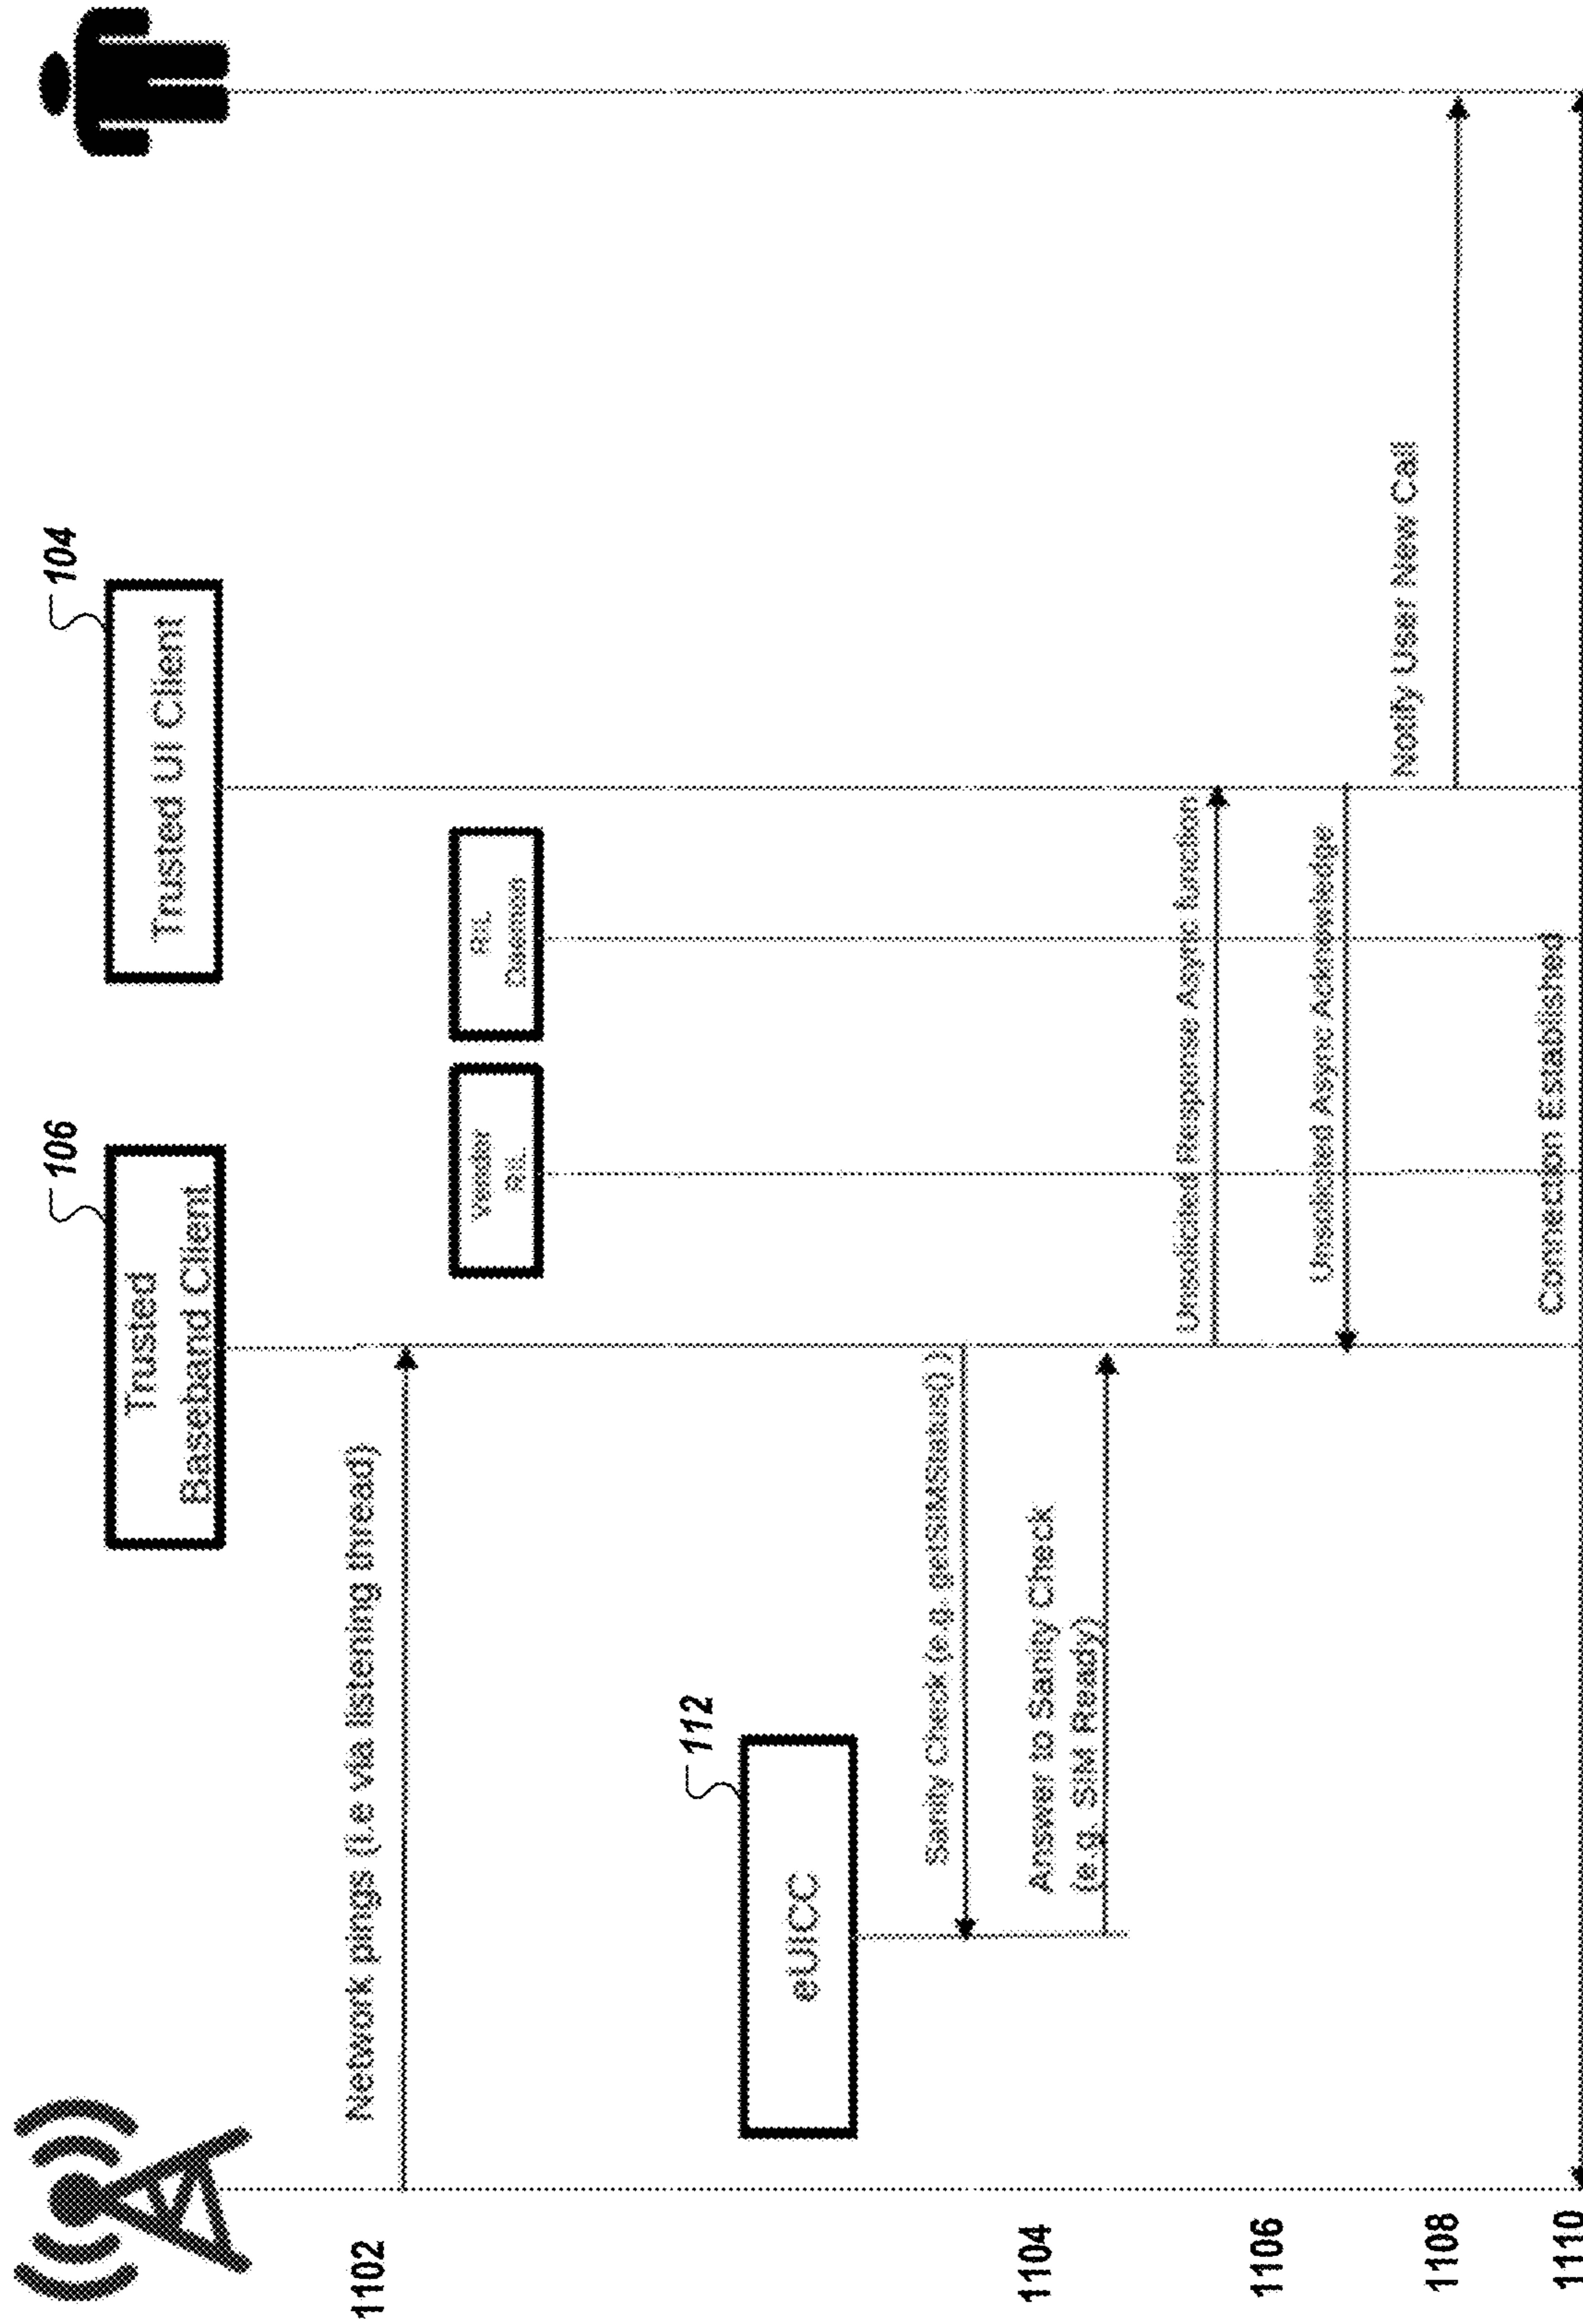 104
Trusted UI Client
106
Trusted
Baseband Client
RIL
Daemon
Vendor
RIL
1102
Network pings (i.e via listening thread)
112
eUICC
Sanity Check (e.g. getSIMStatus() )
1104
Answer to Sanity Check
(e.g. SIM Ready)
1106
Unsolicited Response Async function
Unsolicited Async Acknowledge
1108
Notify User New Call
1110
Connection Established